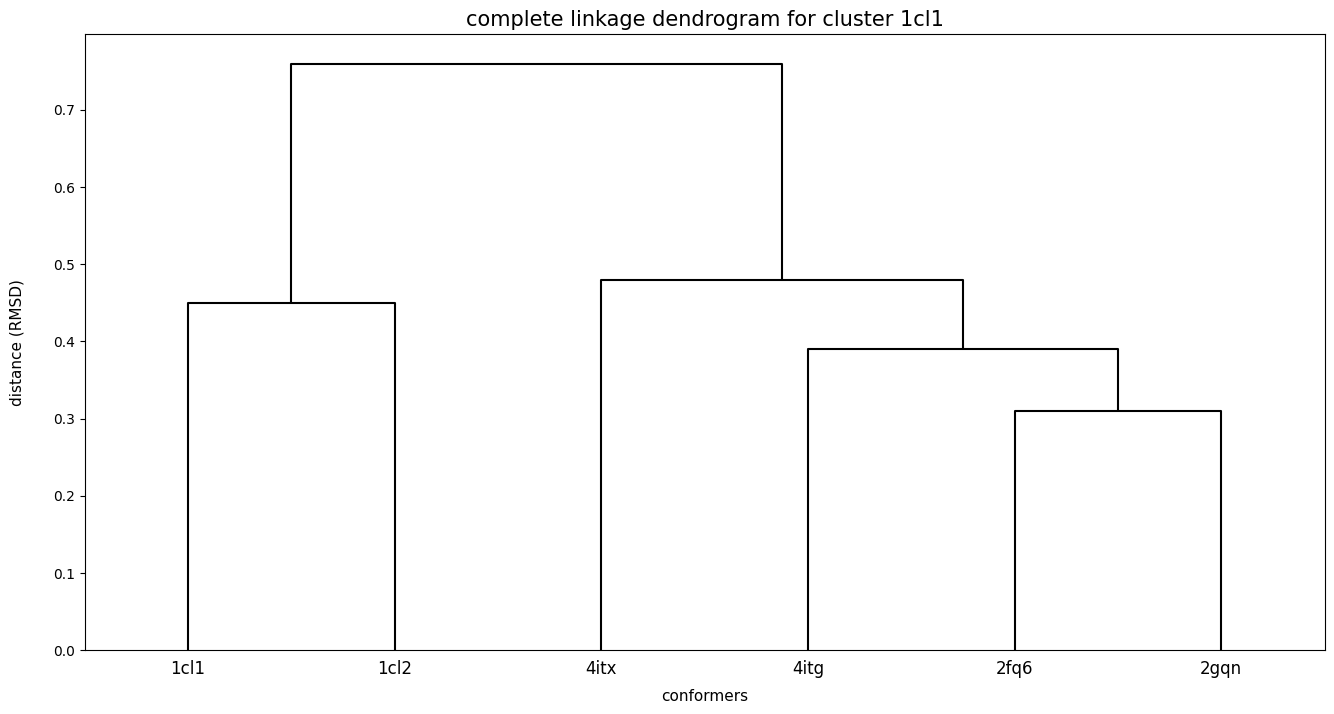 complete linkage dendrogram for cluster 1cl1
0.7
0.6
0.5
0.4
0.3
0.2
0.1
0.0
distance (RMSD)
1cl1 1cl2 4itx 4itg 2fq6 2gqn
conformers